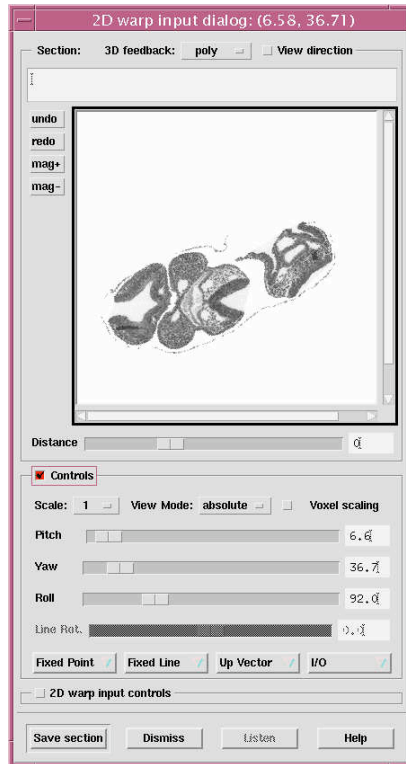 2D warp input dialog: (6.58, 36.71)
Section: 3D feedback: poly View direction
undo
redo
mag+
mag-
Distance 0
Controls
Scale: 1 View Mode: absolute Voxel scaling
Pitch 6.6
Yaw 36.7
Roll 92.0
Line Rot. 0.0
Fixed Point Fixed Line Up Vector I/O
2D warp input controls
Save section Dismiss Listen Help